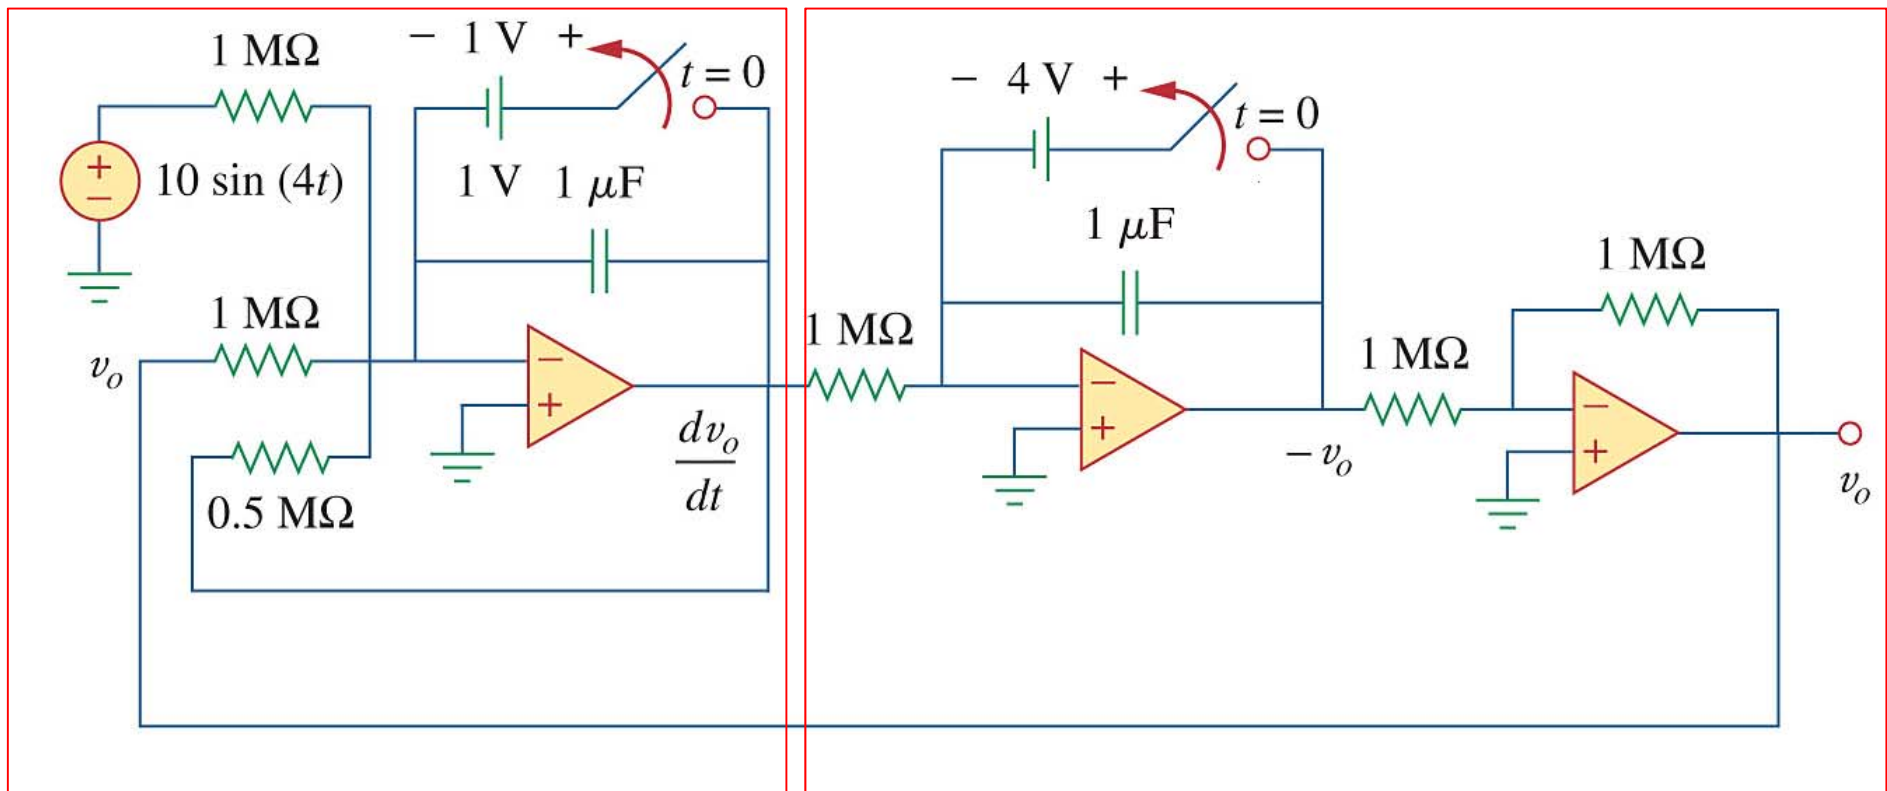 1 MΩ
− 1 V +
t = 0
+
−
10 sin (4t)
1 V 1 μF
1 MΩ
v_o
−
+
0.5 MΩ
dv_o
dt
− 4 V +
t = 0
1 μF
1 MΩ
−
+
− v_o
1 MΩ
1 MΩ
−
+
v_o